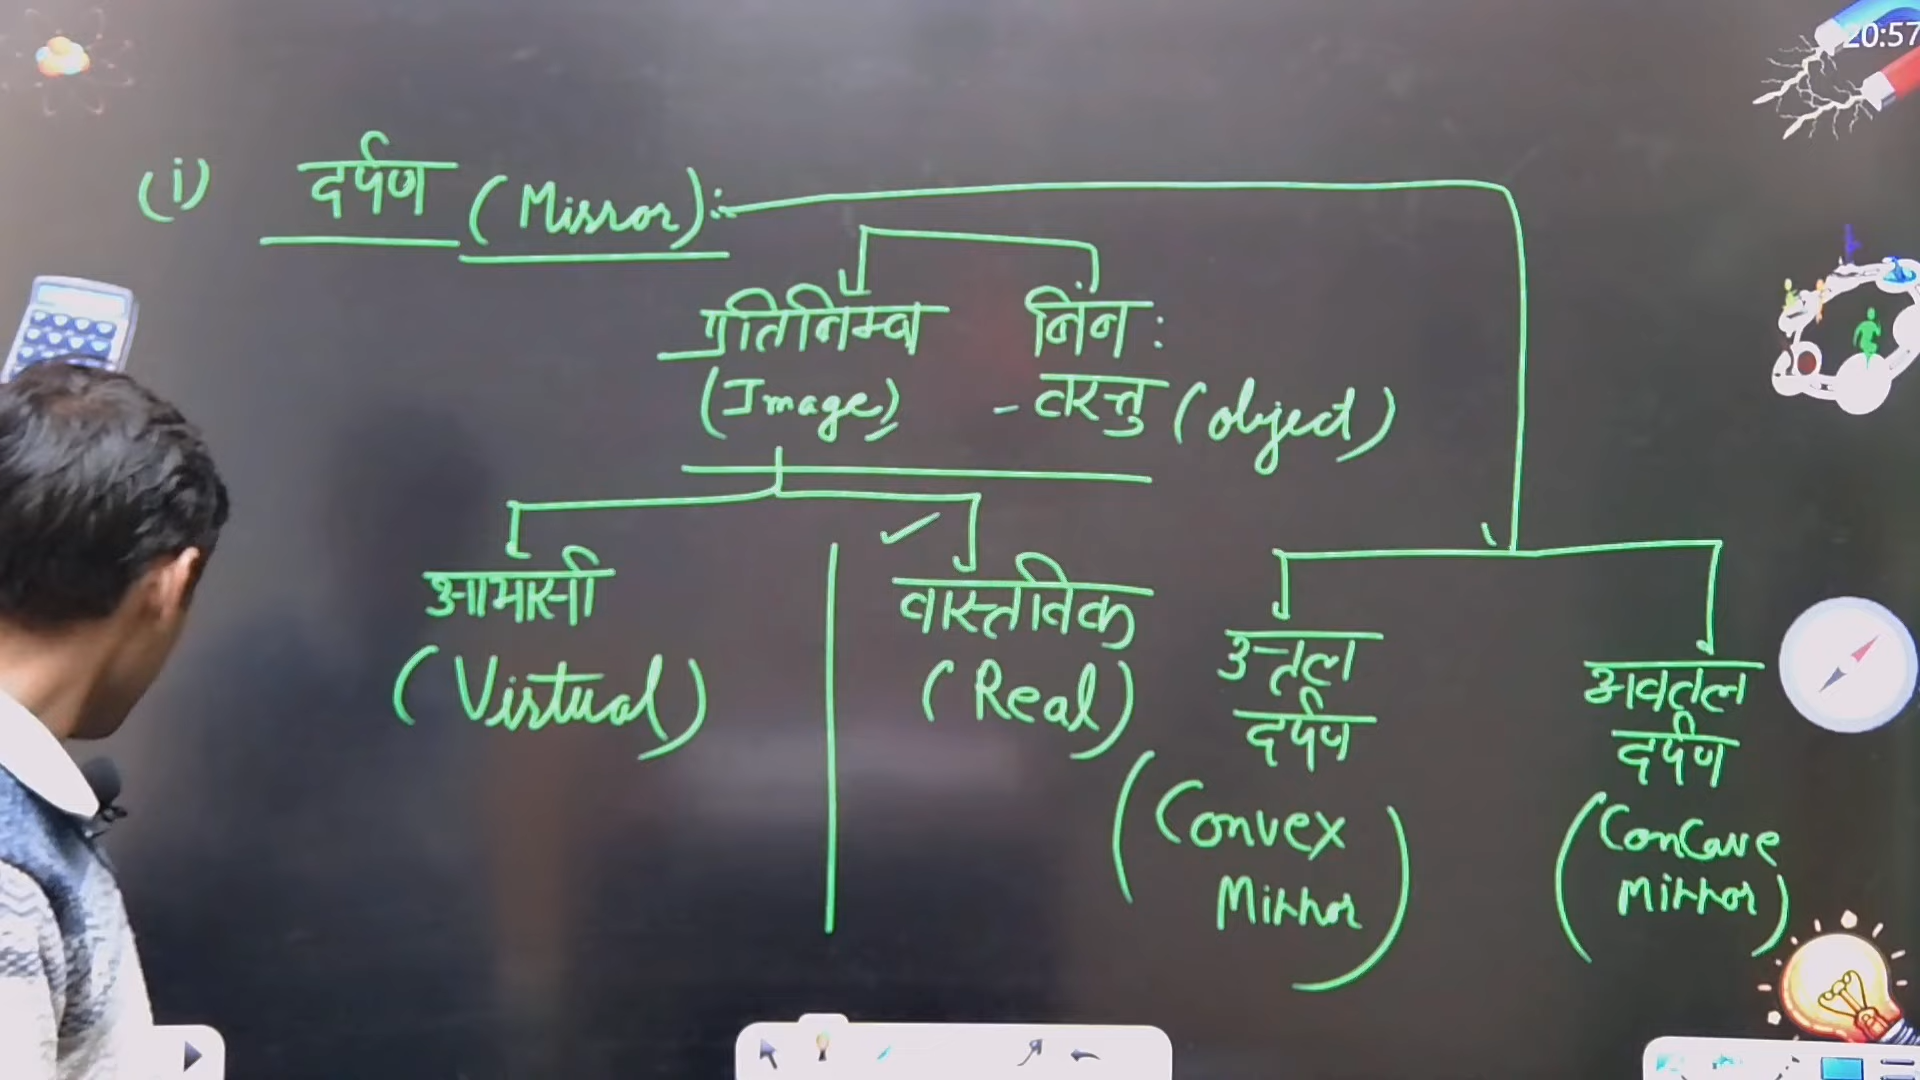 20:57
(i) दर्पण (Mirror):
प्रतिबिम्ब बिंब :
(Image) - वस्तु (object)
आभासी वास्तविक
(Virtual) (Real)
उत्तल दर्पण
(Convex Mirror)
अवतल दर्पण
(Concave Mirror)